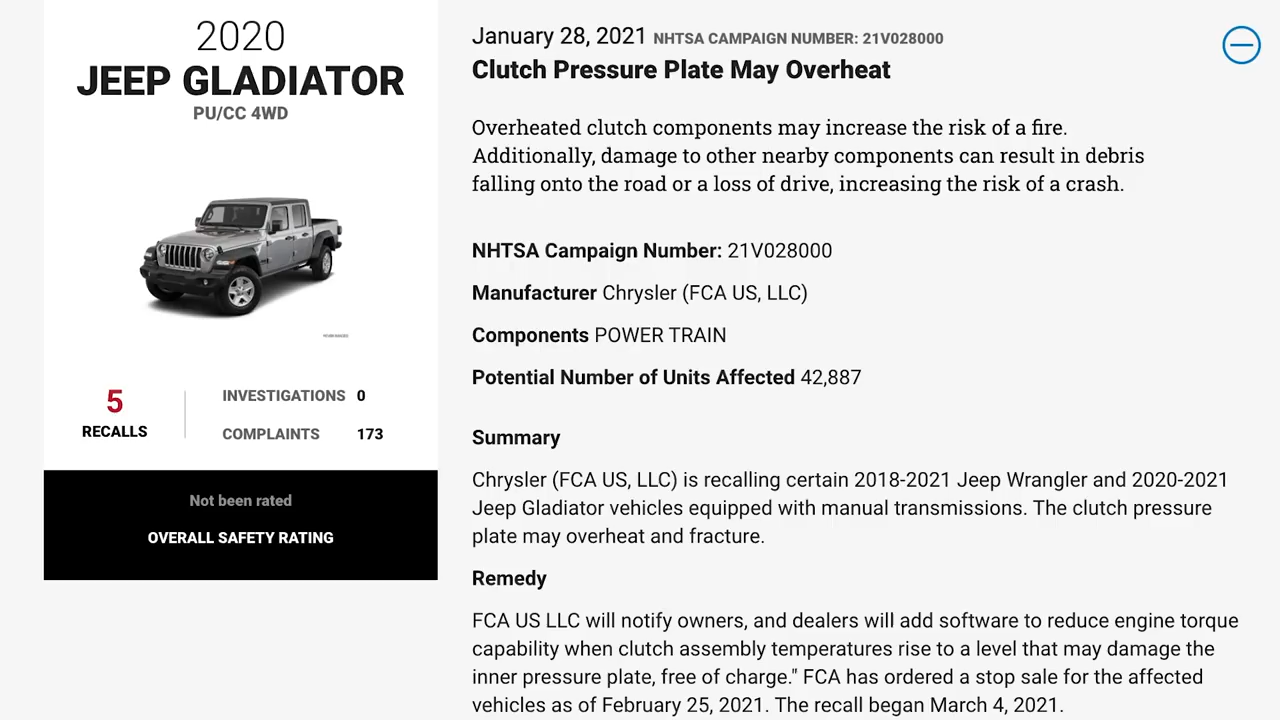 2020
JEEP GLADIATOR
PU/CC 4WD
5
RECALLS
INVESTIGATIONS 0
COMPLAINTS 173
Not been rated
OVERALL SAFETY RATING
January 28, 2021 NHTSA CAMPAIGN NUMBER: 21V028000
Clutch Pressure Plate May Overheat
Overheated clutch components may increase the risk of a fire.
Additionally, damage to other nearby components can result in debris
falling onto the road or a loss of drive, increasing the risk of a crash.
NHTSA Campaign Number: 21V028000
Manufacturer Chrysler (FCA US, LLC)
Components POWER TRAIN
Potential Number of Units Affected 42,887
Summary
Chrysler (FCA US, LLC) is recalling certain 2018-2021 Jeep Wrangler and 2020-2021
Jeep Gladiator vehicles equipped with manual transmissions. The clutch pressure
plate may overheat and fracture.
Remedy
FCA US LLC will notify owners, and dealers will add software to reduce engine torque
capability when clutch assembly temperatures rise to a level that may damage the
inner pressure plate, free of charge." FCA has ordered a stop sale for the affected
vehicles as of February 25, 2021. The recall began March 4, 2021.